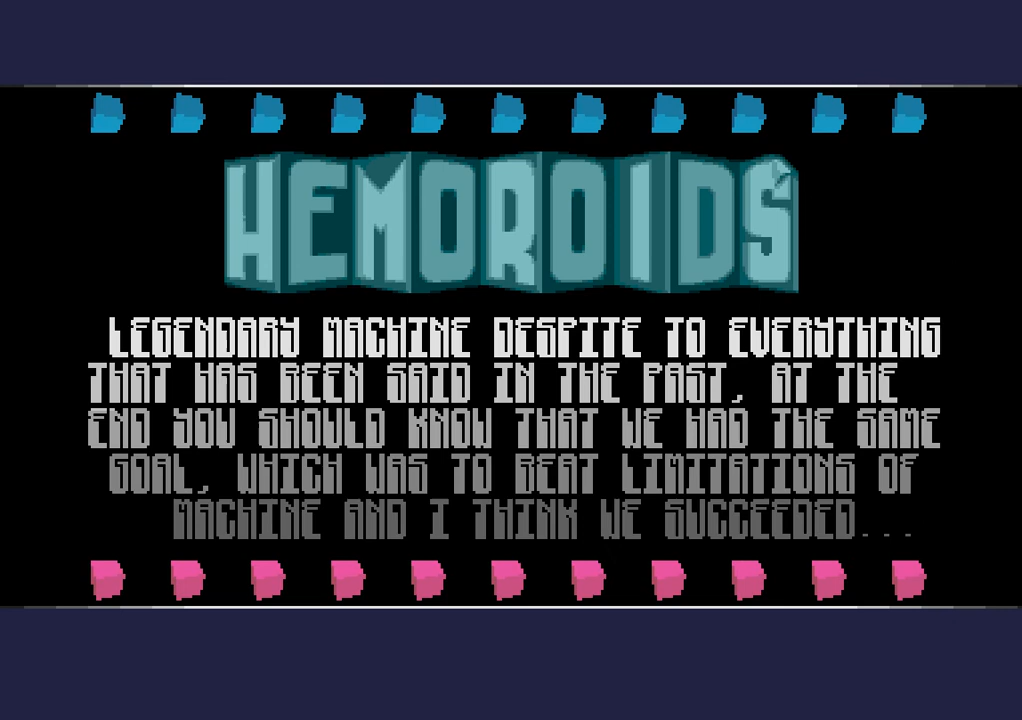 HEMOROIDS
LEGENDARY MACHINE DESPITE TO EVERYTHING
THAT HAS BEEN SAID IN THE PAST, AT THE
END YOU SHOULD KNOW THAT WE HAD THE SAME
GOAL, WHICH WAS TO BEAT LIMITATIONS OF
MACHINE AND I THINK WE SUCCEEDED...